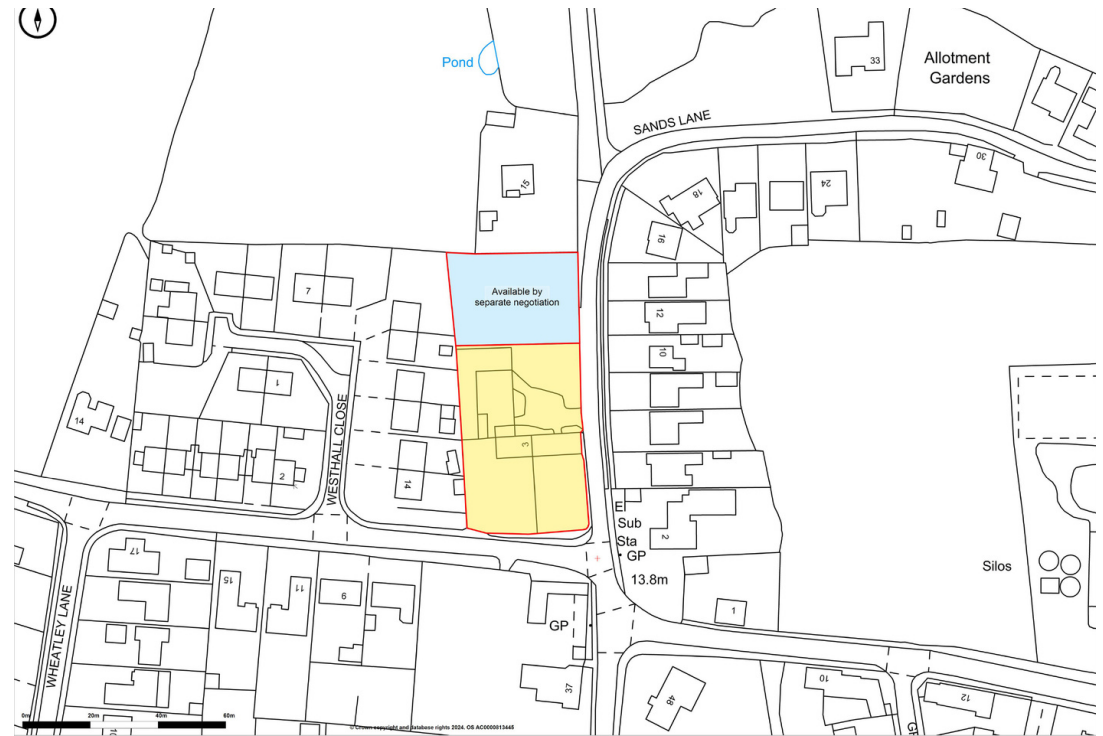 Pond
33
Allotment
Gardens
SANDS LANE
15
18
24
30
16
Available by
separate negotiation
7
12
10
1
WESTHALL CLOSE
14
3
2
14
El
Sub
Sta
2
GP
13.8m
Silos
17
15
11
6
1
WHEATLEY LANE
GP
37
48
10
12
0m 20m 40m 60m
© Crown copyright and database rights 2024. OS AC0000813445